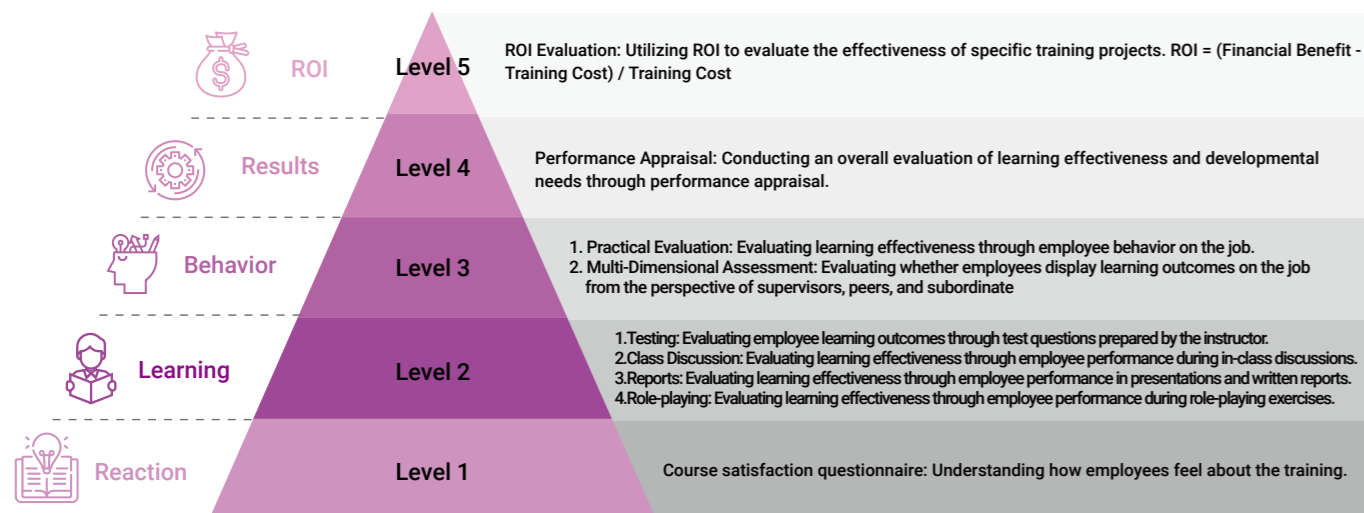 ROI
Level 5
ROI Evaluation: Utilizing ROI to evaluate the effectiveness of specific training projects. ROI = (Financial Benefit -
Training Cost) / Training Cost
Results
Level 4
Performance Appraisal: Conducting an overall evaluation of learning effectiveness and developmental
needs through performance appraisal.
Behavior
Level 3
1. Practical Evaluation: Evaluating learning effectiveness through employee behavior on the job.
2. Multi-Dimensional Assessment: Evaluating whether employees display learning outcomes on the job
from the perspective of supervisors, peers, and subordinate
Learning
Level 2
1.Testing: Evaluating employee learning outcomes through test questions prepared by the instructor.
2.Class Discussion: Evaluating learning effectiveness through employee performance during in-class discussions.
3.Reports: Evaluating learning effectiveness through employee performance in presentations and written reports.
4.Role-playing: Evaluating learning effectiveness through employee performance during role-playing exercises.
Reaction
Level 1
Course satisfaction questionnaire: Understanding how employees feel about the training.